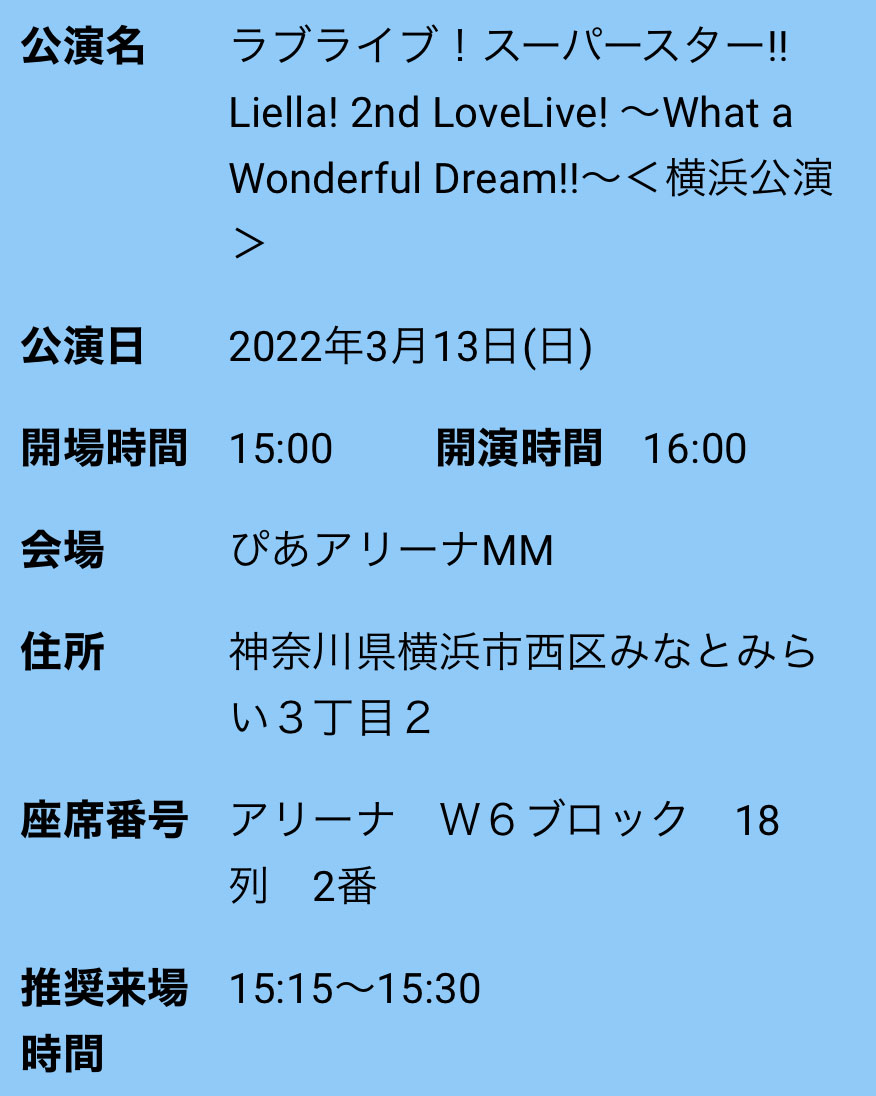 公演名　ラブライブ！スーパースター!!
Liella! 2nd LoveLive! 〜What a
Wonderful Dream!!〜＜横浜公演
＞
公演日　2022年3月13日(日)
開場時間　15:00　開演時間　16:00
会場　ぴあアリーナMM
住所　神奈川県横浜市西区みなとみら
い３丁目２
座席番号　アリーナ　Ｗ６ブロック　18
列　2番
推奨来場　15:15〜15:30
時間